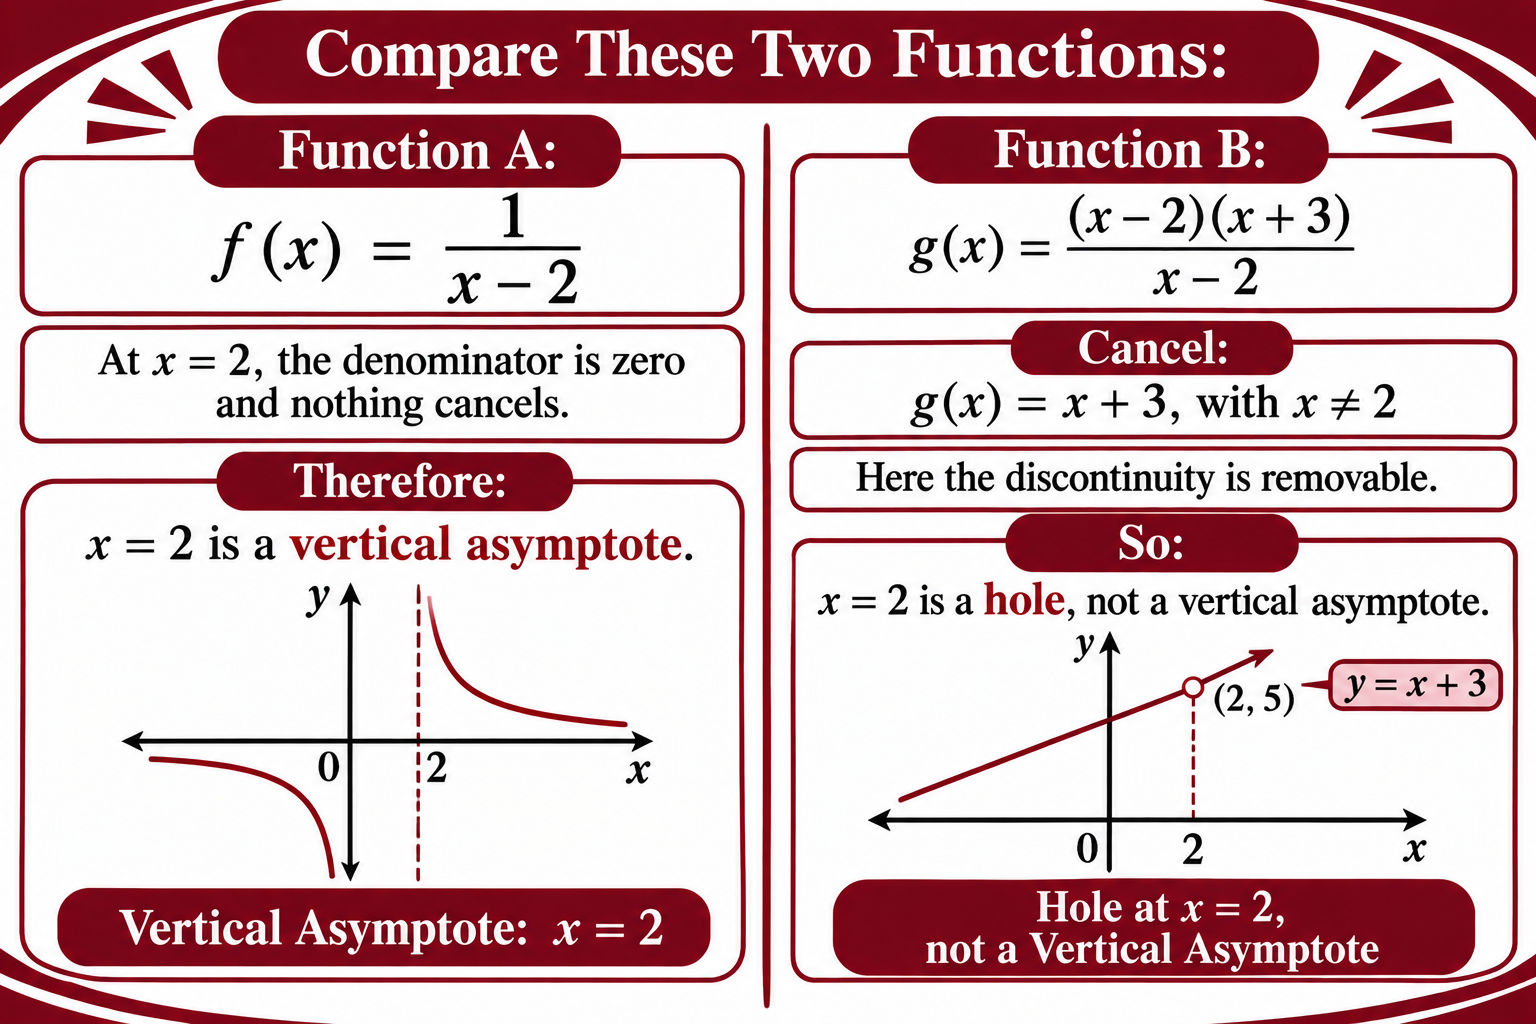 Compare These Two Functions:
Function A:
f(x) = 1/(x − 2)
At x = 2, the denominator is zero
and nothing cancels.
Therefore:
x = 2 is a vertical asymptote.
y
0
2
x
Vertical Asymptote: x = 2
Function B:
g(x) = (x − 2)(x + 3)/(x − 2)
Cancel:
g(x) = x + 3, with x ≠ 2
Here the discontinuity is removable.
So:
x = 2 is a hole, not a vertical asymptote.
y
(2, 5)
y = x + 3
0
2
x
Hole at x = 2,
not a Vertical Asymptote